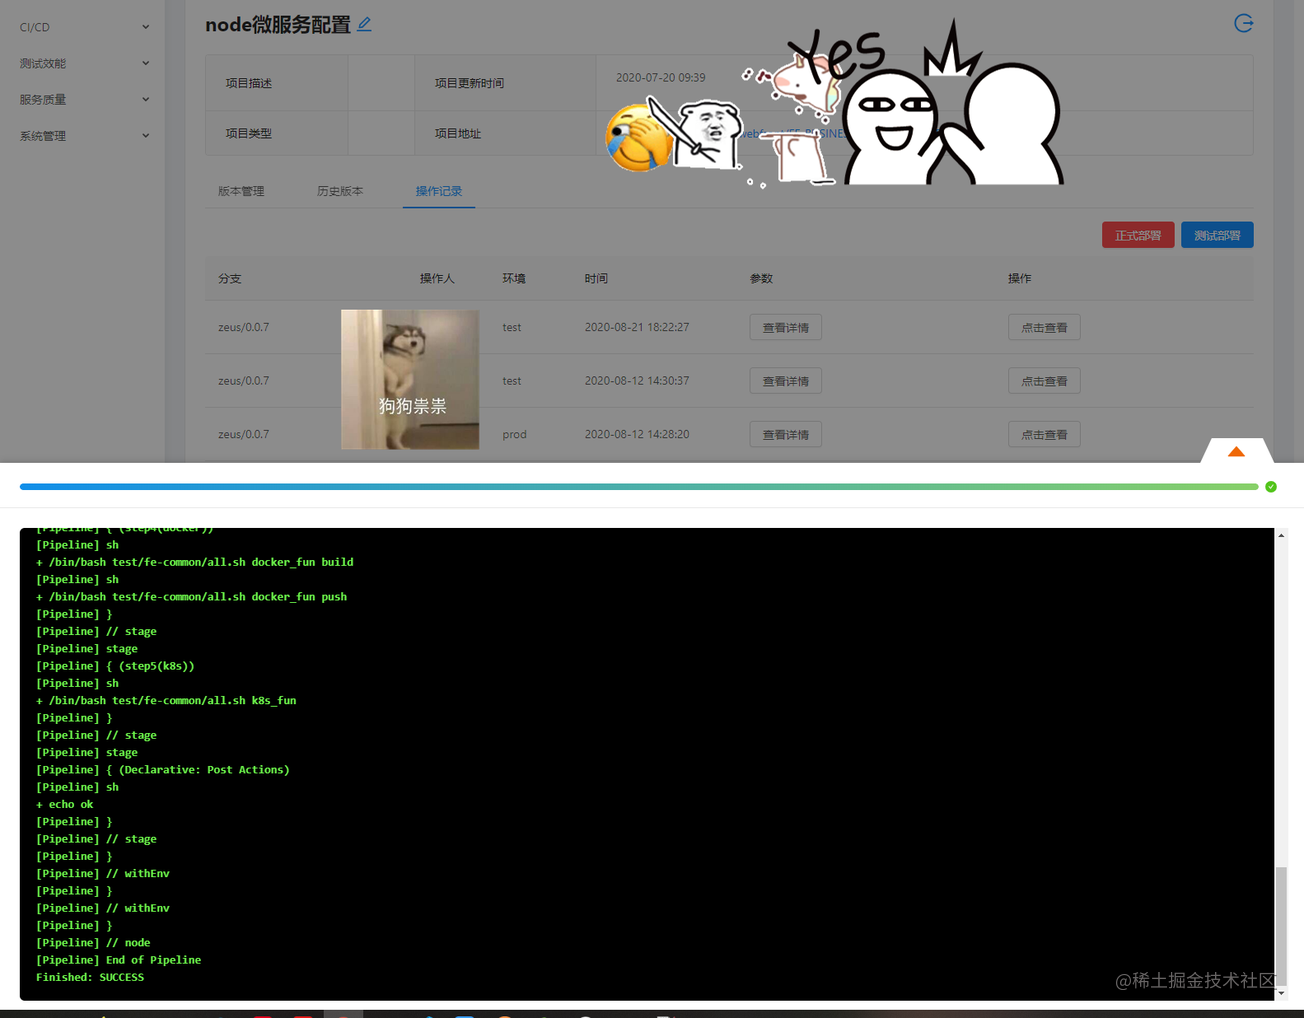 CI/CD
测试效能
服务质量
系统管理
node微服务配置
Yes
项目描述 项目更新时间 2020-07-20 09:39
项目类型 项目地址
版本管理 历史版本 操作记录
正式部署 测试部署
分支 操作人 环境 时间 参数 操作
zeus/0.0.7 test 2020-08-21 18:22:27 查看详情 点击查看
zeus/0.0.7 test 2020-08-12 14:30:37 查看详情 点击查看
狗狗祟祟
zeus/0.0.7 prod 2020-08-12 14:28:20 查看详情 点击查看
[Pipeline] { (step4(docker))
[Pipeline] sh
+ /bin/bash test/fe-common/all.sh docker_fun build
[Pipeline] sh
+ /bin/bash test/fe-common/all.sh docker_fun push
[Pipeline] }
[Pipeline] // stage
[Pipeline] stage
[Pipeline] { (step5(k8s))
[Pipeline] sh
+ /bin/bash test/fe-common/all.sh k8s_fun
[Pipeline] }
[Pipeline] // stage
[Pipeline] stage
[Pipeline] { (Declarative: Post Actions)
[Pipeline] sh
+ echo ok
[Pipeline] }
[Pipeline] // stage
[Pipeline] }
[Pipeline] // withEnv
[Pipeline] }
[Pipeline] // withEnv
[Pipeline] }
[Pipeline] // node
[Pipeline] End of Pipeline
Finished: SUCCESS
@稀土掘金技术社区